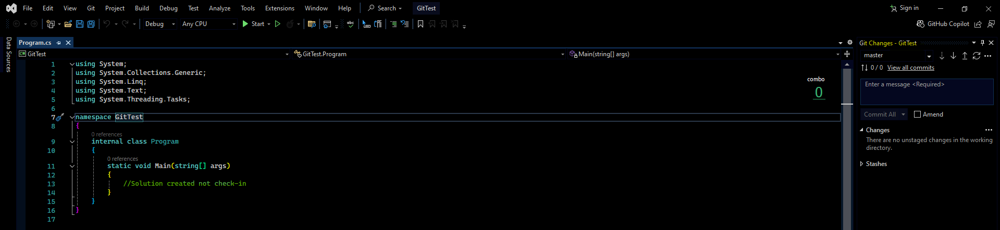 File Edit View Git Project Build Debug Test Analyze Tools Extensions Window Help Search GitTest Sign in
Debug Any CPU Start abc GitHub Copilot
Data Sources
Program.cs
C# GitTest GitTest.Program Main(string[] args)
1 using System;
2 using System.Collections.Generic;
3 using System.Linq;
4 using System.Text;
5 using System.Threading.Tasks;
6
7 namespace GitTest
8 {
0 references
9 internal class Program
10 {
0 references
11 static void Main(string[] args)
12 {
13 //Solution created not check-in
14 }
15 }
16 }
17
combo
0
Git Changes - GitTest
master
0 / 0 View all commits
Enter a message <Required>
Commit All Amend
Changes
There are no unstaged changes in the working
directory.
Stashes